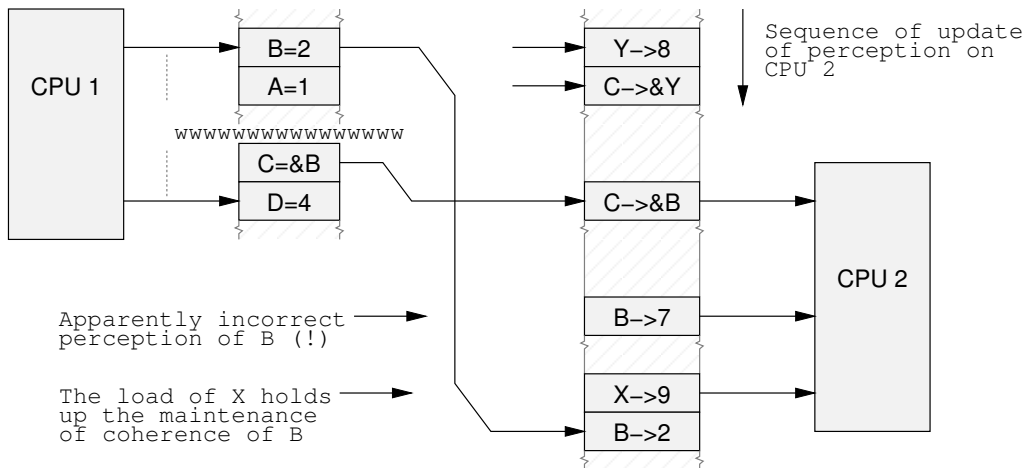 CPU 1
B=2
A=1
wwwwwwwwwwwwwwww
C=&B
D=4
Y->8
C->&Y
C->&B
B->7
X->9
B->2
Sequence of update
of perception on
CPU 2
CPU 2
Apparently incorrect
perception of B (!)
The load of X holds
up the maintenance
of coherence of B